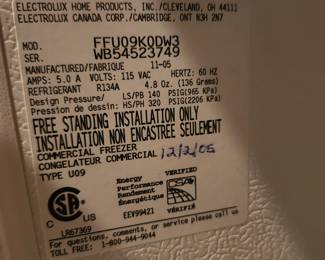 ELECTROLUX HOME PRODUCTS, INC./CLEVELAND, OH 44111
ELECTROLUX CANADA CORP./CAMBRIDGE, ONT N3H 2N7
MOD. FFU09K0DW3
SER. WB54523749
MANUFACTURED/FABRIQUE 11-05
AMPS: 5.0 A VOLTS: 115 VAC HERTZ: 60 HZ
REFRIGERANT R134A 4.8 Oz. (136 Grams)
Pressure/Design LS/PB 140 PSIG(965 KPa)
Pression de dessein: HS/PH 320 PSIG(2206 KPa)
FREE STANDING INSTALLATION ONLY
INSTALLATION NON ENCASTREE SEULEMENT
COMMERCIAL FREEZER
CONGELATEUR COMMERCIAL 12/2/05
TYPE U09
Energy Performance VERIFIED
Rendement Énergétique VERIFIÉ
C US
EEV99421
LR67369
For questions, comments, or service please call us
TOLL FREE: 1-800-944-9044